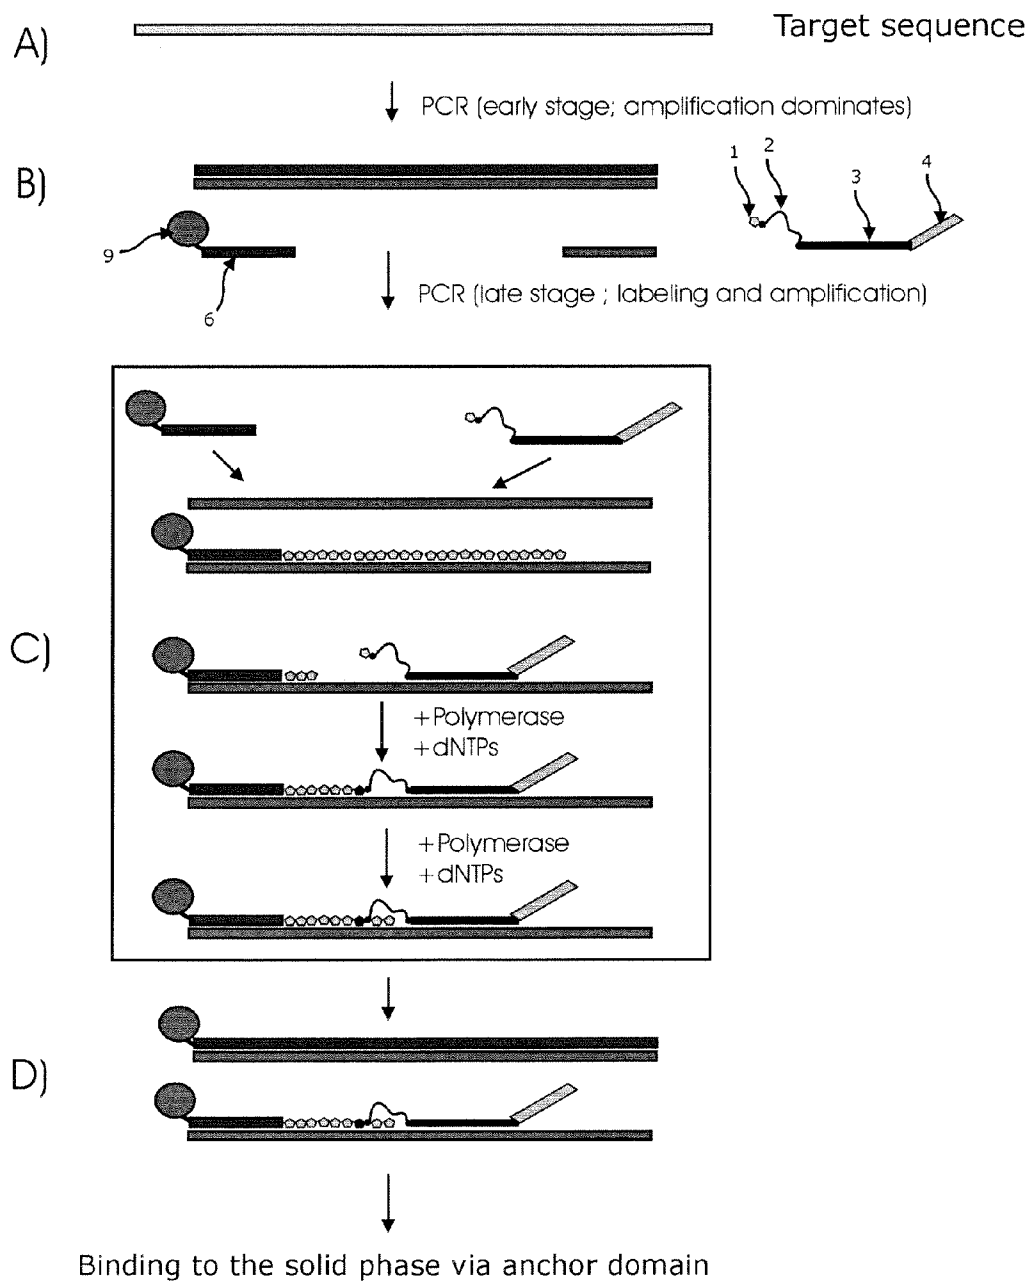 A)
Target sequence
PCR (early stage; amplification dominates)
B)
1
2
3
4
9
6
PCR (late stage ; labeling and amplification)
C)
+Polymerase
+dNTPs
+Polymerase
+dNTPs
D)
Binding to the solid phase via anchor domain